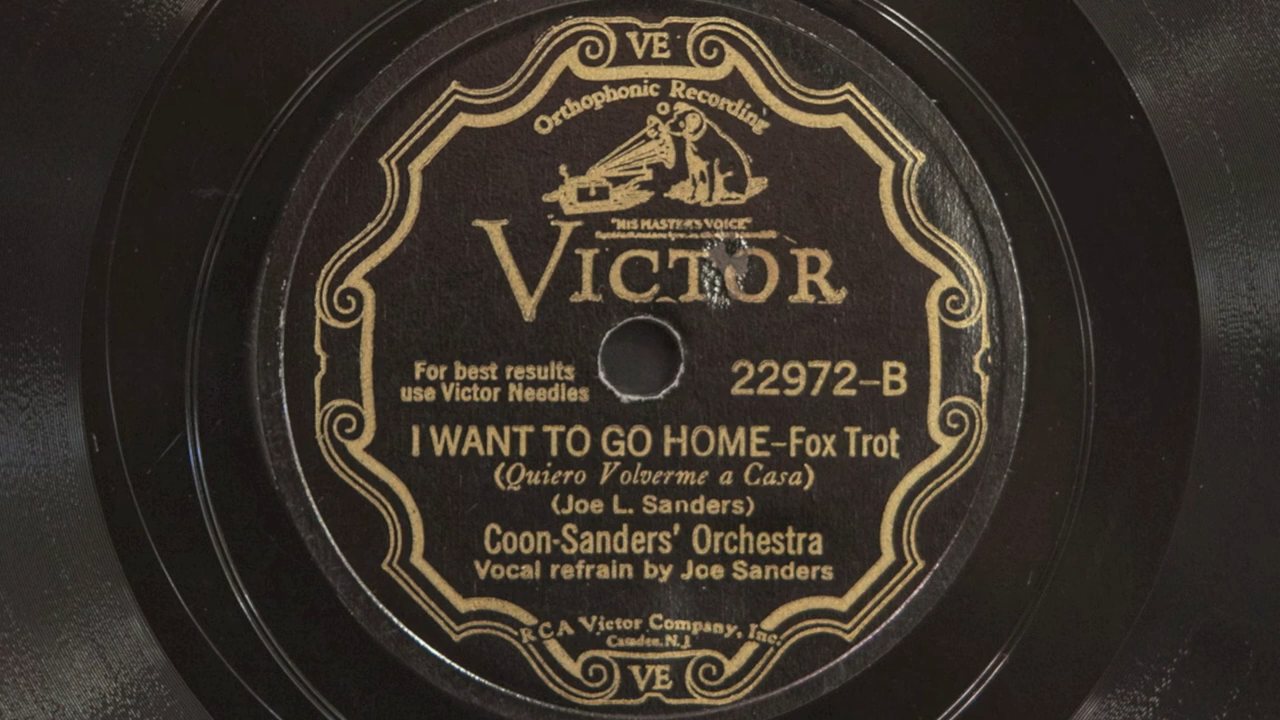 VE
Orthophonic Recording
"HIS MASTER'S VOICE"
VICTOR
For best results
use Victor Needles
22972-B
I WANT TO GO HOME-Fox Trot
(Quiero Volverme a Casa)
(Joe L. Sanders)
Coon-Sanders' Orchestra
Vocal refrain by Joe Sanders
RCA Victor Company, Inc.
Camden, N.J.
VE